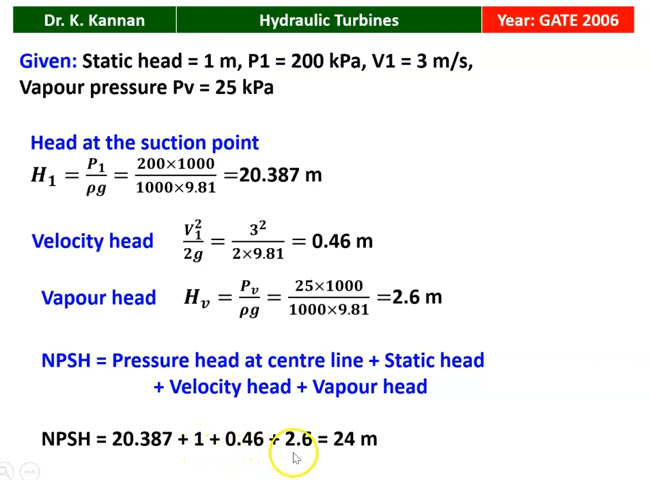 Dr. K. Kannan Hydraulic Turbines Year: GATE 2006
Given: Static head = 1 m, P1 = 200 kPa, V1 = 3 m/s,
Vapour pressure Pv = 25 kPa
Head at the suction point
H₁ = P₁/ρg = 200×1000/1000×9.81 =20.387 m
Velocity head V₁²/2g = 3²/2×9.81 = 0.46 m
Vapour head Hᵥ = Pᵥ/ρg = 25×1000/1000×9.81 =2.6 m
NPSH = Pressure head at centre line + Static head
+ Velocity head + Vapour head
NPSH = 20.387 + 1 + 0.46 + 2.6 = 24 m